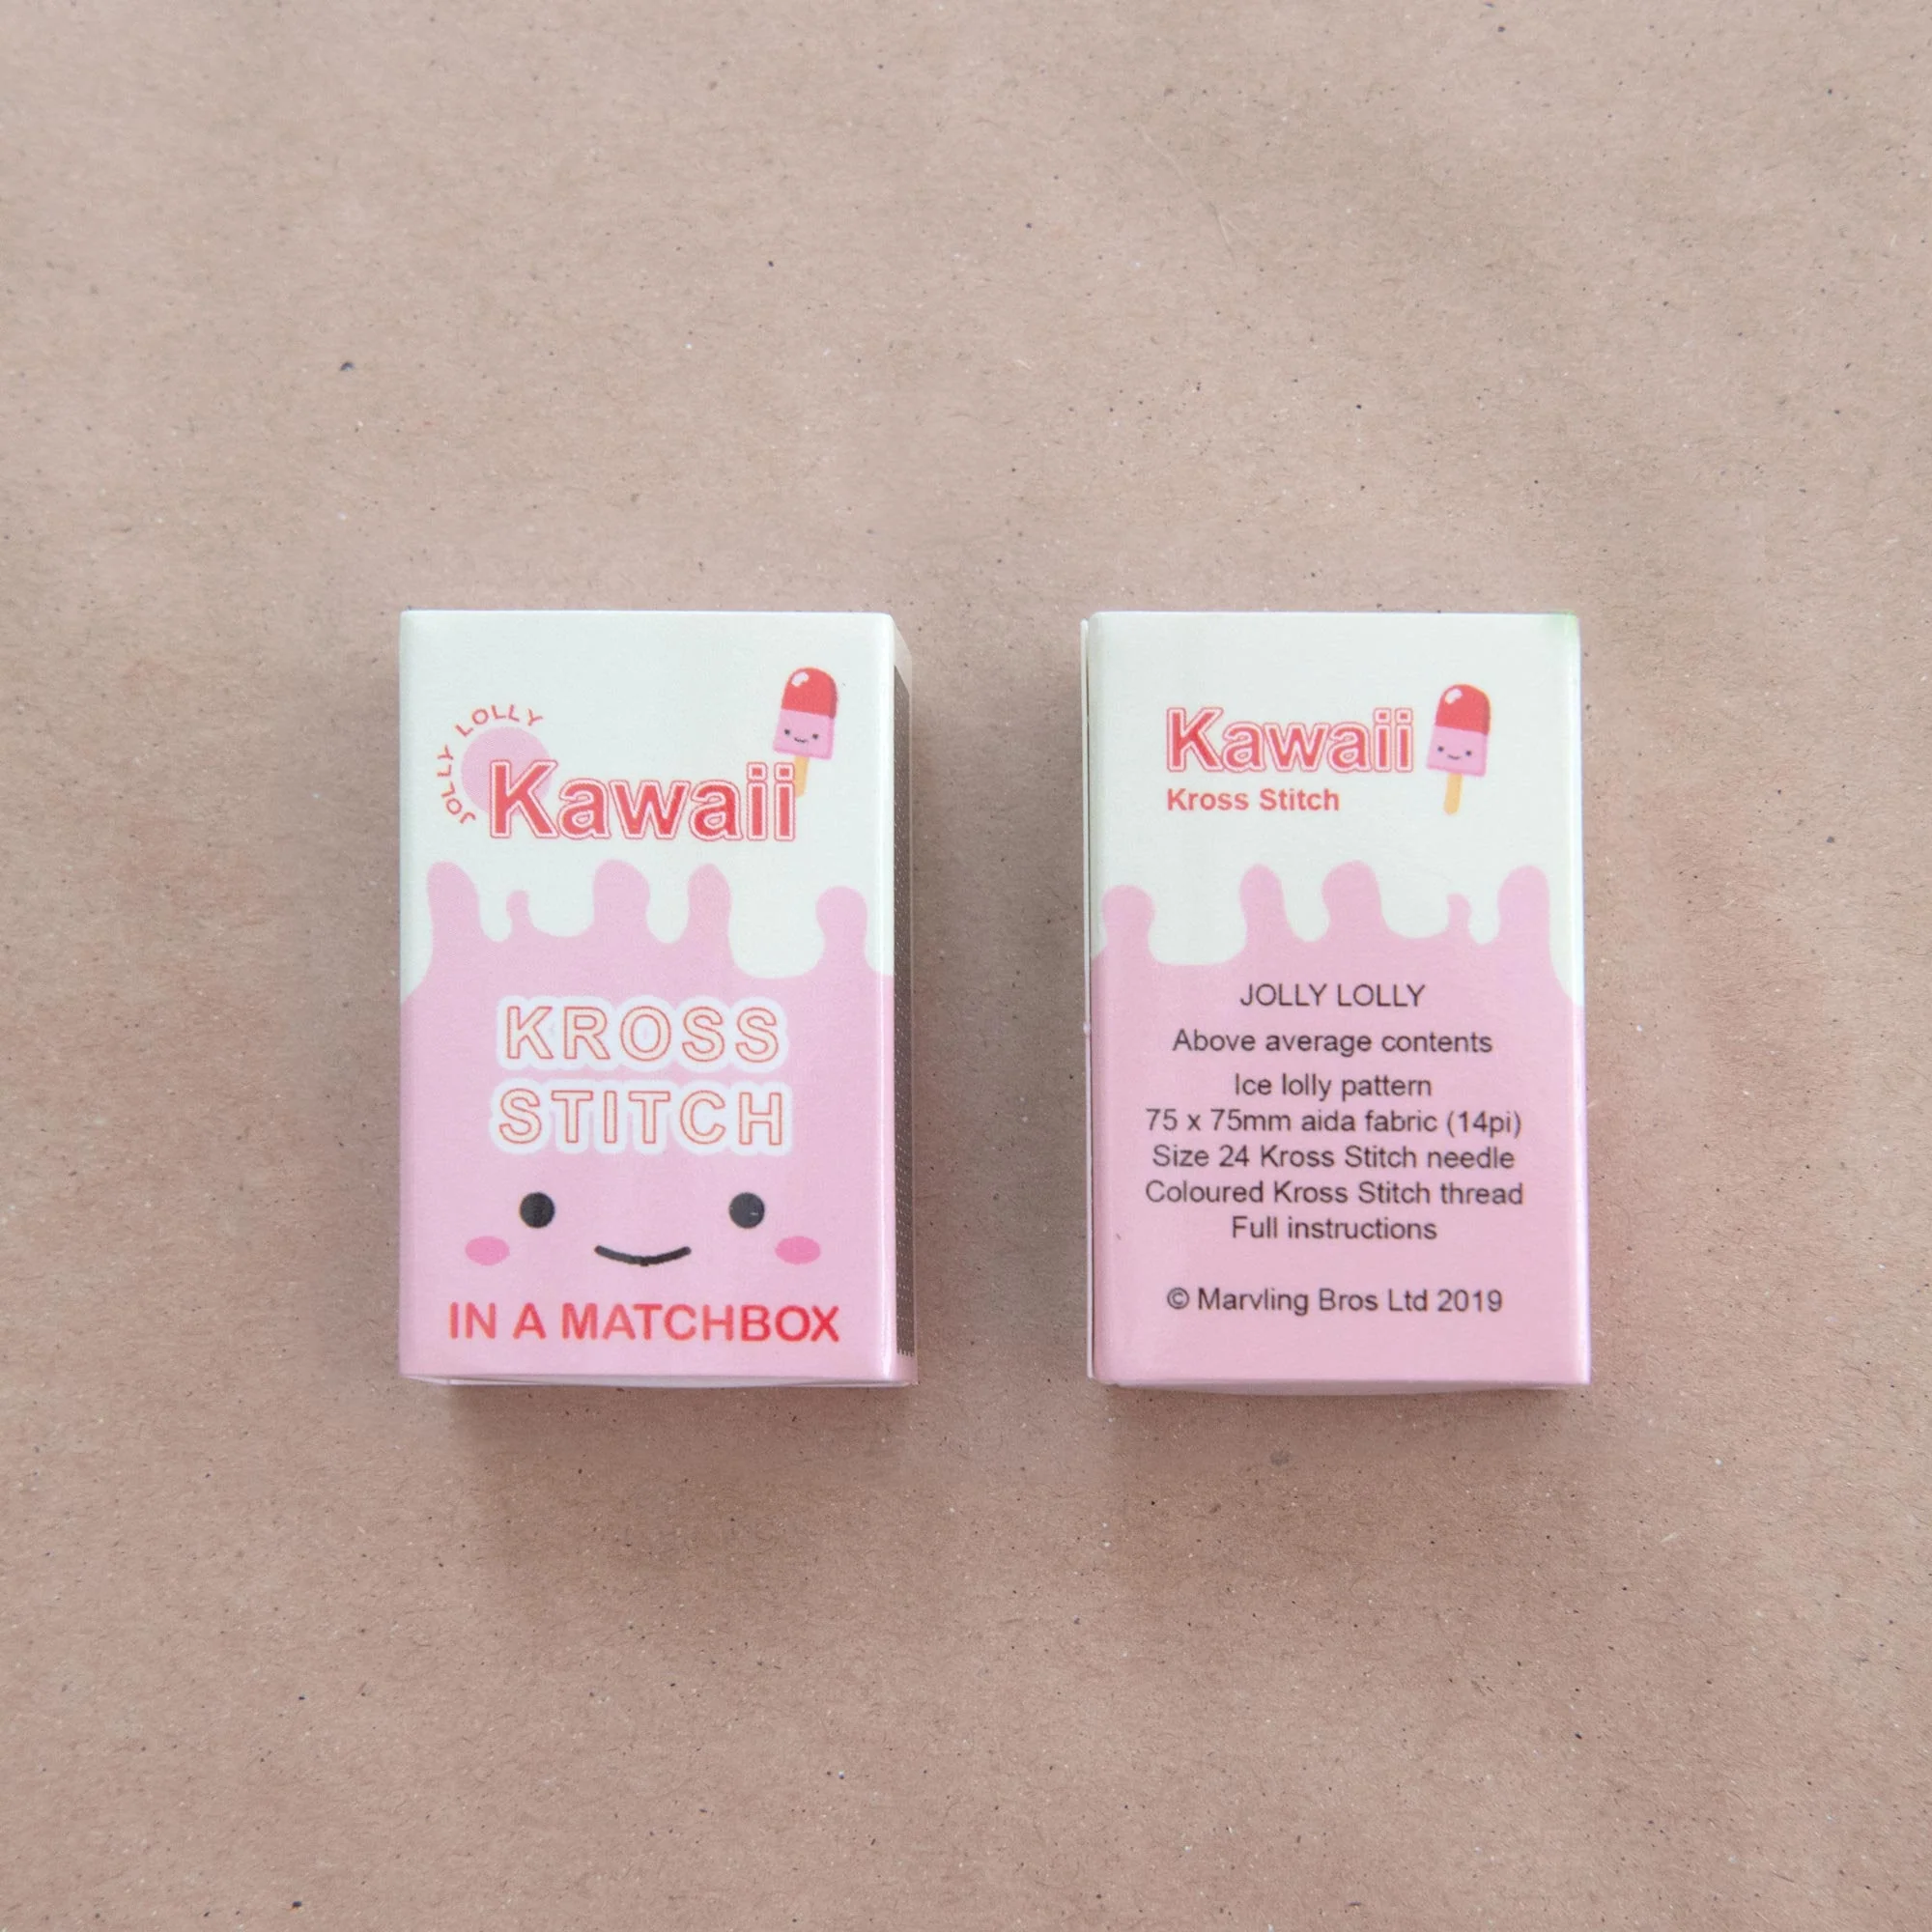 JOLLY LOLLY
Kawaii
KROSS
STITCH
IN A MATCHBOX
Kawaii
Kross Stitch
JOLLY LOLLY
Above average contents
Ice lolly pattern
75 x 75mm aida fabric (14pi)
Size 24 Kross Stitch needle
Coloured Kross Stitch thread
Full instructions
© Marvling Bros Ltd 2019